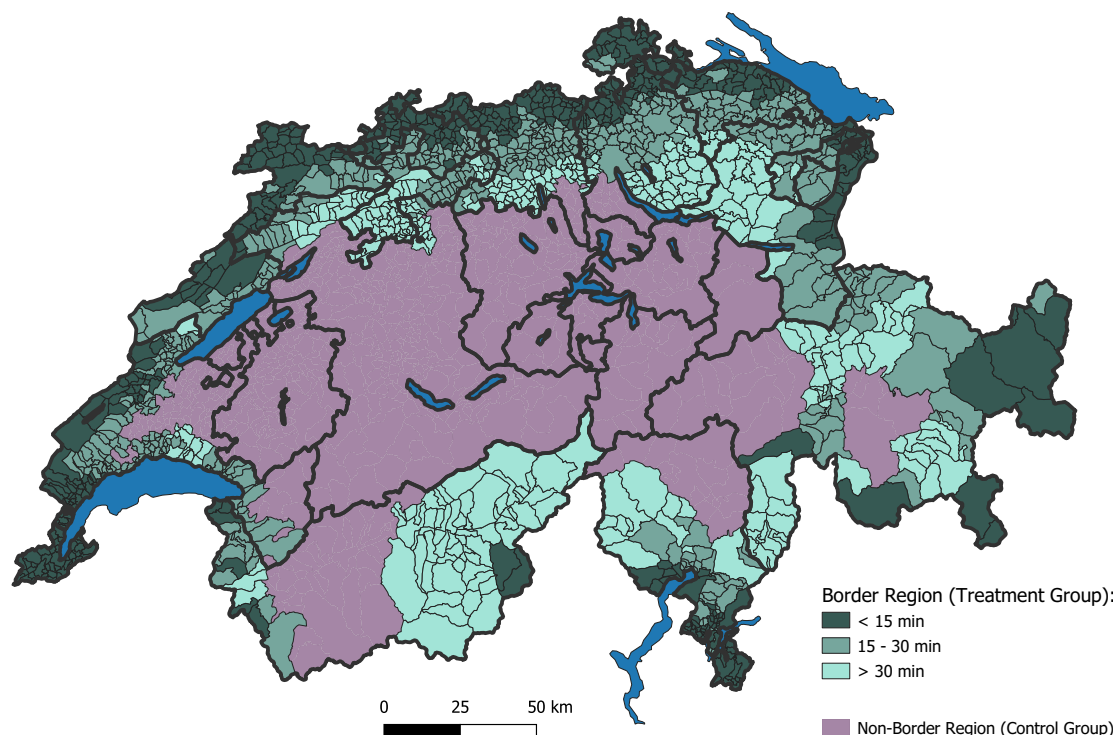 Border Region (Treatment Group):
< 15 min
15 - 30 min
> 30 min
0 25 50 km
Non-Border Region (Control Group)